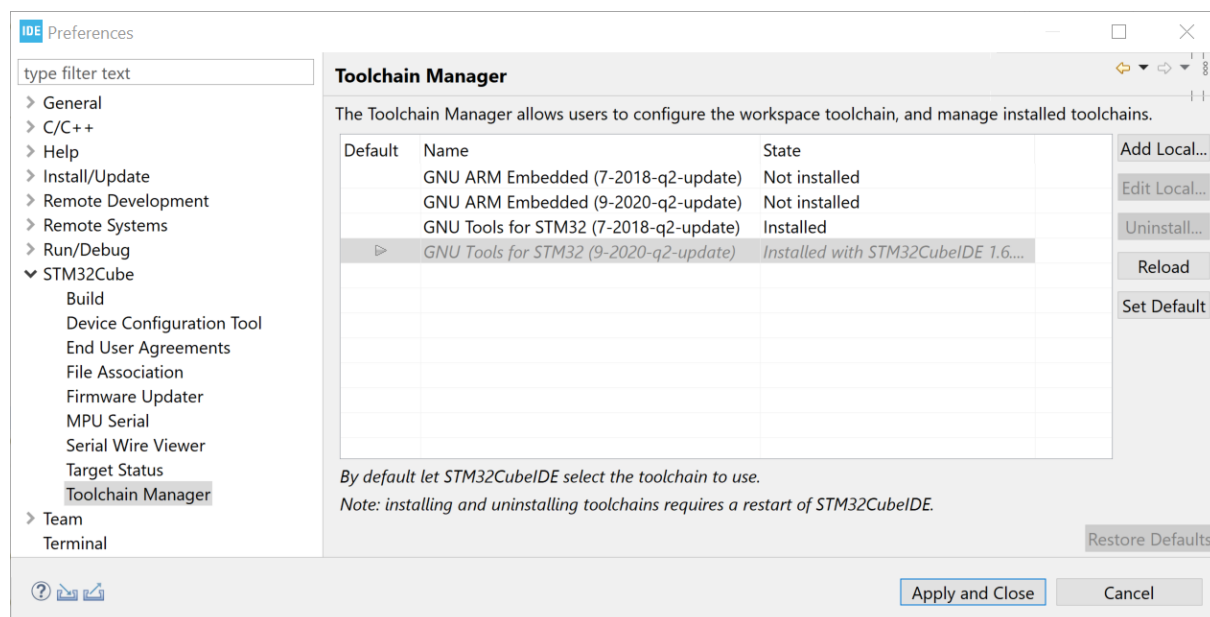 IDE Preferences
type filter text
General
C/C++
Help
Install/Update
Remote Development
Remote Systems
Run/Debug
STM32Cube
Build
Device Configuration Tool
End User Agreements
File Association
Firmware Updater
MPU Serial
Serial Wire Viewer
Target Status
Toolchain Manager
Team
Terminal
Toolchain Manager
The Toolchain Manager allows users to configure the workspace toolchain, and manage installed toolchains.
Default Name State
GNU ARM Embedded (7-2018-q2-update) Not installed
GNU ARM Embedded (9-2020-q2-update) Not installed
GNU Tools for STM32 (7-2018-q2-update) Installed
GNU Tools for STM32 (9-2020-q2-update) Installed with STM32CubeIDE 1.6....
Add Local...
Edit Local...
Uninstall...
Reload
Set Default
By default let STM32CubeIDE select the toolchain to use.
Note: installing and uninstalling toolchains requires a restart of STM32CubeIDE.
Restore Defaults
Apply and Close
Cancel